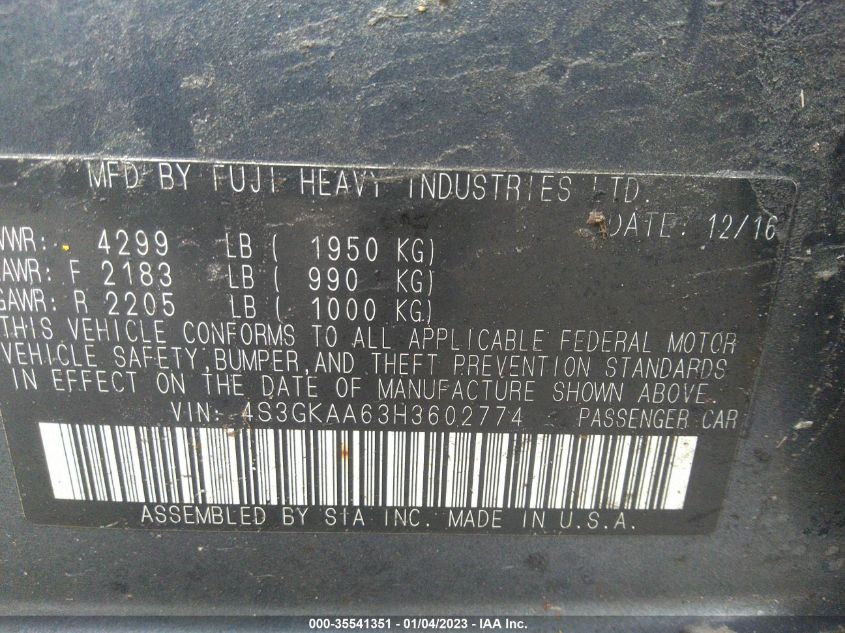 MFD BY FUJI HEAVY INDUSTRIES LTD.
DATE: 12/16
VWR: 4299 LB ( 1950 KG)
AWR: F 2183 LB ( 990 KG)
GAWR: R 2205 LB ( 1000 KG)
THIS VEHICLE CONFORMS TO ALL APPLICABLE FEDERAL MOTOR
VEHICLE SAFETY, BUMPER, AND THEFT PREVENTION STANDARDS
IN EFFECT ON THE DATE OF MANUFACTURE SHOWN ABOVE.
VIN: 4S3GKAA63H3602774 PASSENGER CAR
ASSEMBLED BY SIA INC. MADE IN U.S.A.
000-35541351 - 01/04/2023 - © IAA Inc.